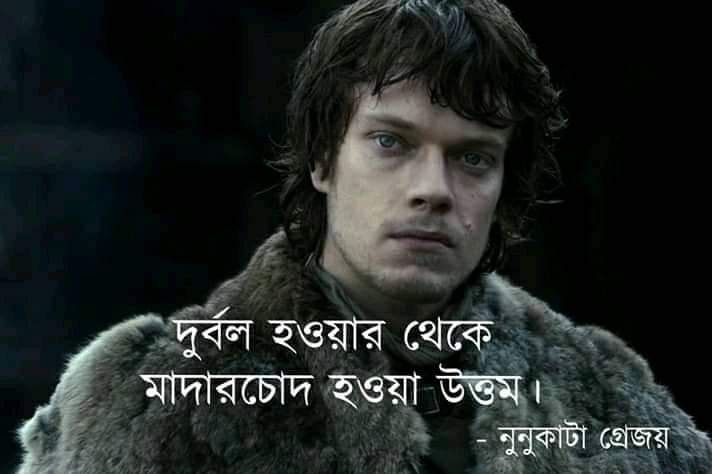 দুর্বল হওয়ার থেকে
মাদারচোদ হওয়া উত্তম।
- নুনুকাটা গ্রেজয়